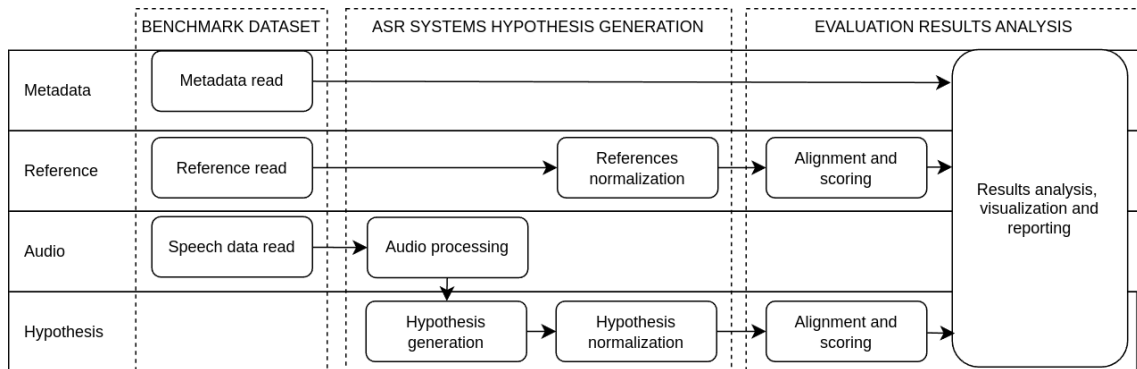 BENCHMARK DATASET
ASR SYSTEMS HYPOTHESIS GENERATION
EVALUATION RESULTS ANALYSIS
Metadata
Metadata read
Reference
Reference read
References
normalization
Alignment and
scoring
Results analysis,
visualization and
reporting
Audio
Speech data read
Audio processing
Hypothesis
Hypothesis
generation
Hypothesis
normalization
Alignment and
scoring